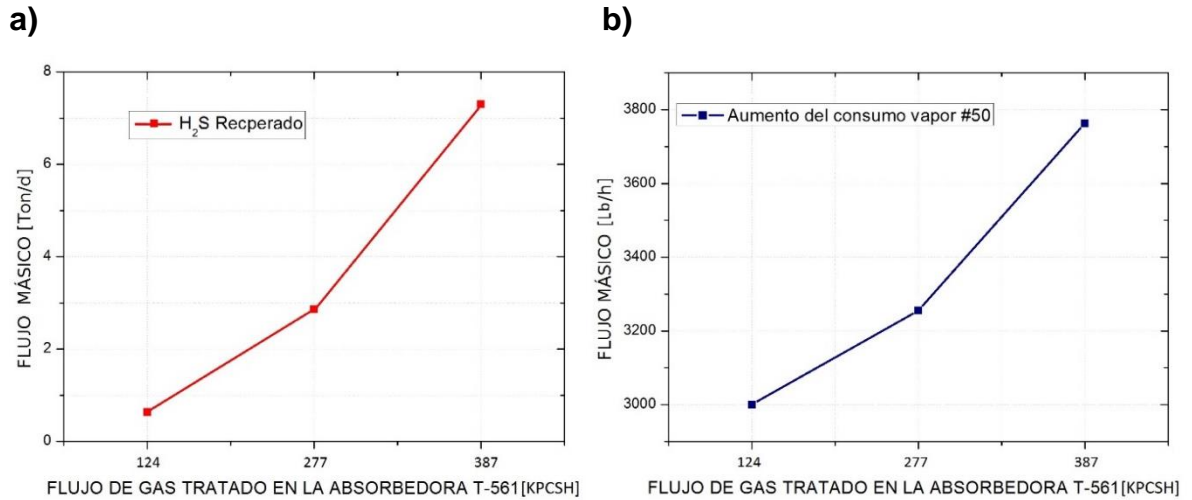 a)
FLUJO MÁSICO [Ton/d]
8
6
4
2
0
H₂S Recperado
124 277 387
FLUJO DE GAS TRATADO EN LA ABSORBEDORA T-561[KPCSH]
b)
FLUJO MÁSICO [Lb/h]
3800
3600
3400
3200
3000
Aumento del consumo vapor #50
124 277 387
FLUJO DE GAS TRATADO EN LA ABSORBEDORA T-561[KPCSH]